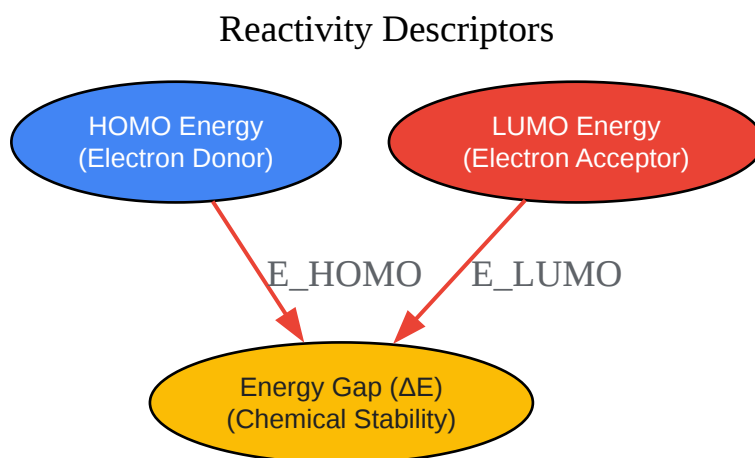 Reactivity Descriptors
HOMO Energy
(Electron Donor)
LUMO Energy
(Electron Acceptor)
E_HOMO
E_LUMO
Energy Gap (ΔE)
(Chemical Stability)